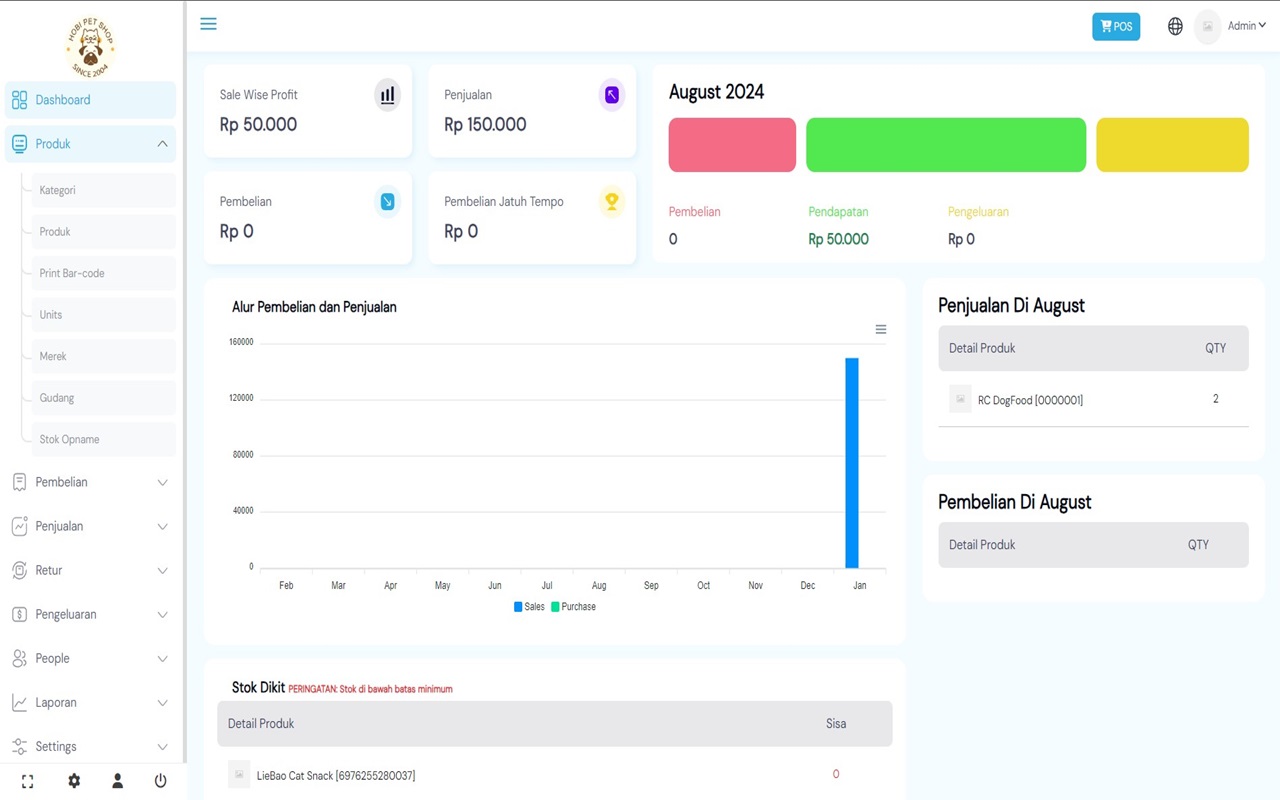 HOBI PET SHOP
SINCE 2004
Dashboard
Produk
Kategori
Produk
Print Bar-code
Units
Merek
Gudang
Stok Opname
Pembelian
Penjualan
Retur
Pengeluaran
People
Laporan
Settings
POS
Admin
Sale Wise Profit
Rp 50.000
Penjualan
Rp 150.000
Pembelian
Rp 0
Pembelian Jatuh Tempo
Rp 0
August 2024
Pembelian
0
Pendapatan
Rp 50.000
Pengeluaran
Rp 0
Alur Pembelian dan Penjualan
160000
120000
80000
40000
0
Feb Mar Apr May Jun Jul Aug Sep Oct Nov Dec Jan
Sales Purchase
Penjualan Di August
Detail Produk QTY
RC DogFood [0000001] 2
Pembelian Di August
Detail Produk QTY
Stok Dikit PERINGATAN: Stok di bawah batas minimum
Detail Produk Sisa
LieBao Cat Snack [6976255280037] 0